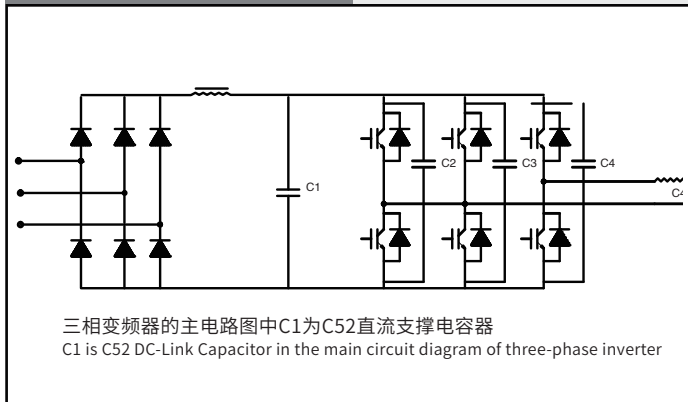 C1
C2
C3
C4
三相变频器的主电路图中C1为C52直流支撑电容器
C1 is C52 DC-Link Capacitor in the main circuit diagram of three-phase inverter